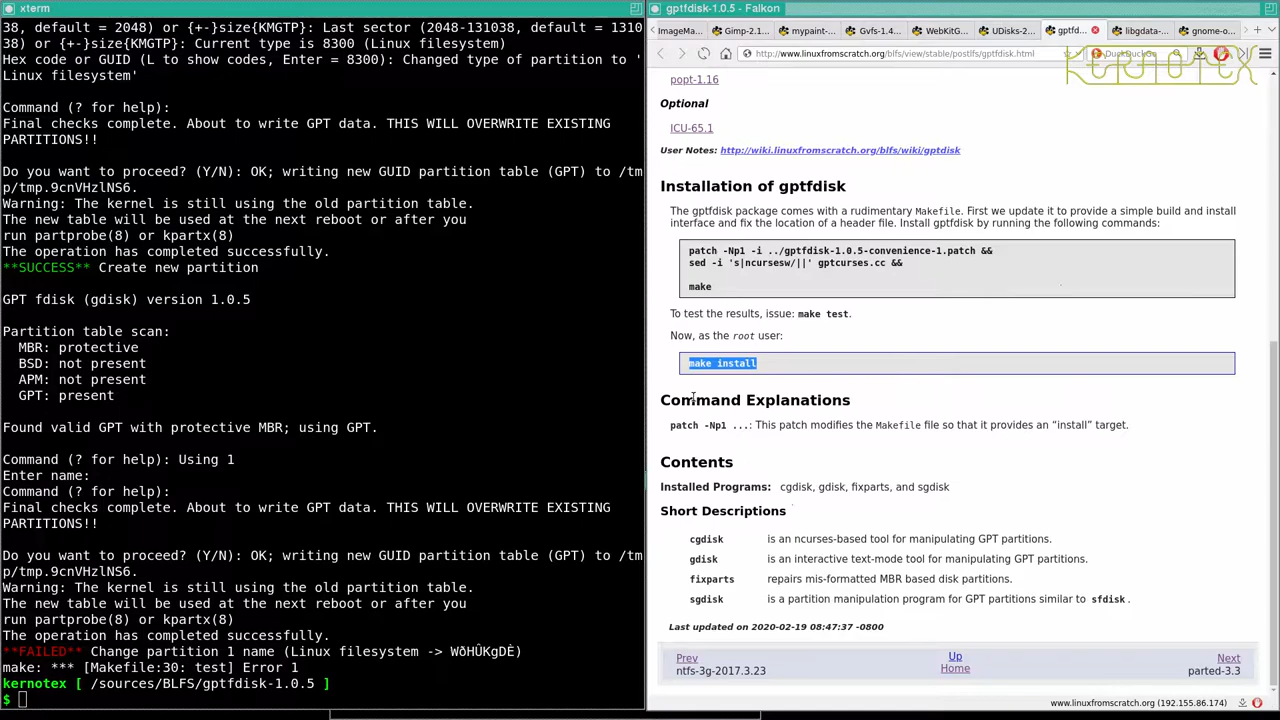 xterm
38, default = 2048) or {+-}size{KMGTP}: Last sector (2048-131038, default = 1310
38) or {+-}size{KMGTP}: Current type is 8300 (Linux filesystem)
Hex code or GUID (L to show codes, Enter = 8300): Changed type of partition to '
Linux filesystem'
Command (? for help):
Final checks complete. About to write GPT data. THIS WILL OVERWRITE EXISTING
PARTITIONS!!
Do you want to proceed? (Y/N): OK; writing new GUID partition table (GPT) to /tm
p/tmp.9cnVHzlNS6.
Warning: The kernel is still using the old partition table.
The new table will be used at the next reboot or after you
run partprobe(8) or kpartx(8)
The operation has completed successfully.
**SUCCESS** Create new partition
GPT fdisk (gdisk) version 1.0.5
Partition table scan:
MBR: protective
BSD: not present
APM: not present
GPT: present
Found valid GPT with protective MBR; using GPT.
Command (? for help): Using 1
Enter name:
Command (? for help):
Final checks complete. About to write GPT data. THIS WILL OVERWRITE EXISTING
PARTITIONS!!
Do you want to proceed? (Y/N): OK; writing new GUID partition table (GPT) to /tm
p/tmp.9cnVHzlNS6.
Warning: The kernel is still using the old partition table.
The new table will be used at the next reboot or after you
run partprobe(8) or kpartx(8)
The operation has completed successfully.
**FAILED** Change partition 1 name (Linux filesystem -> WðHÛKgDÈ)
make: *** [Makefile:30: test] Error 1
kernotex [ /sources/BLFS/gptfdisk-1.0.5 ]
$
gptfdisk-1.0.5 - Falkon
ImageMa... Gimp-2.1... mypaint-... Gvfs-1.4... WebKitG... UDisks-2... gptfd... libgdata-... gnome-o...
http://www.linuxfromscratch.org/blfs/view/stable/postlfs/gptfdisk.html
KERNOTEX
popt-1.16
Optional
ICU-65.1
User Notes: http://wiki.linuxfromscratch.org/blfs/wiki/gptdisk
Installation of gptfdisk
The gptfdisk package comes with a rudimentary Makefile. First we update it to provide a simple build and install
interface and fix the location of a header file. Install gptfdisk by running the following commands:
patch -Np1 -i ../gptfdisk-1.0.5-convenience-1.patch &&
sed -i 's|ncursesw/||' gptcurses.cc &&
make
To test the results, issue: make test.
Now, as the root user:
make install
Command Explanations
patch -Np1 ...: This patch modifies the Makefile file so that it provides an “install” target.
Contents
Installed Programs: cgdisk, gdisk, fixparts, and sgdisk
Short Descriptions
cgdisk is an ncurses-based tool for manipulating GPT partitions.
gdisk is an interactive text-mode tool for manipulating GPT partitions.
fixparts repairs mis-formatted MBR based disk partitions.
sgdisk is a partition manipulation program for GPT partitions similar to sfdisk.
Last updated on 2020-02-19 08:47:37 -0800
Prev Up Next
ntfs-3g-2017.3.23 Home parted-3.3
www.linuxfromscratch.org (192.155.86.174)